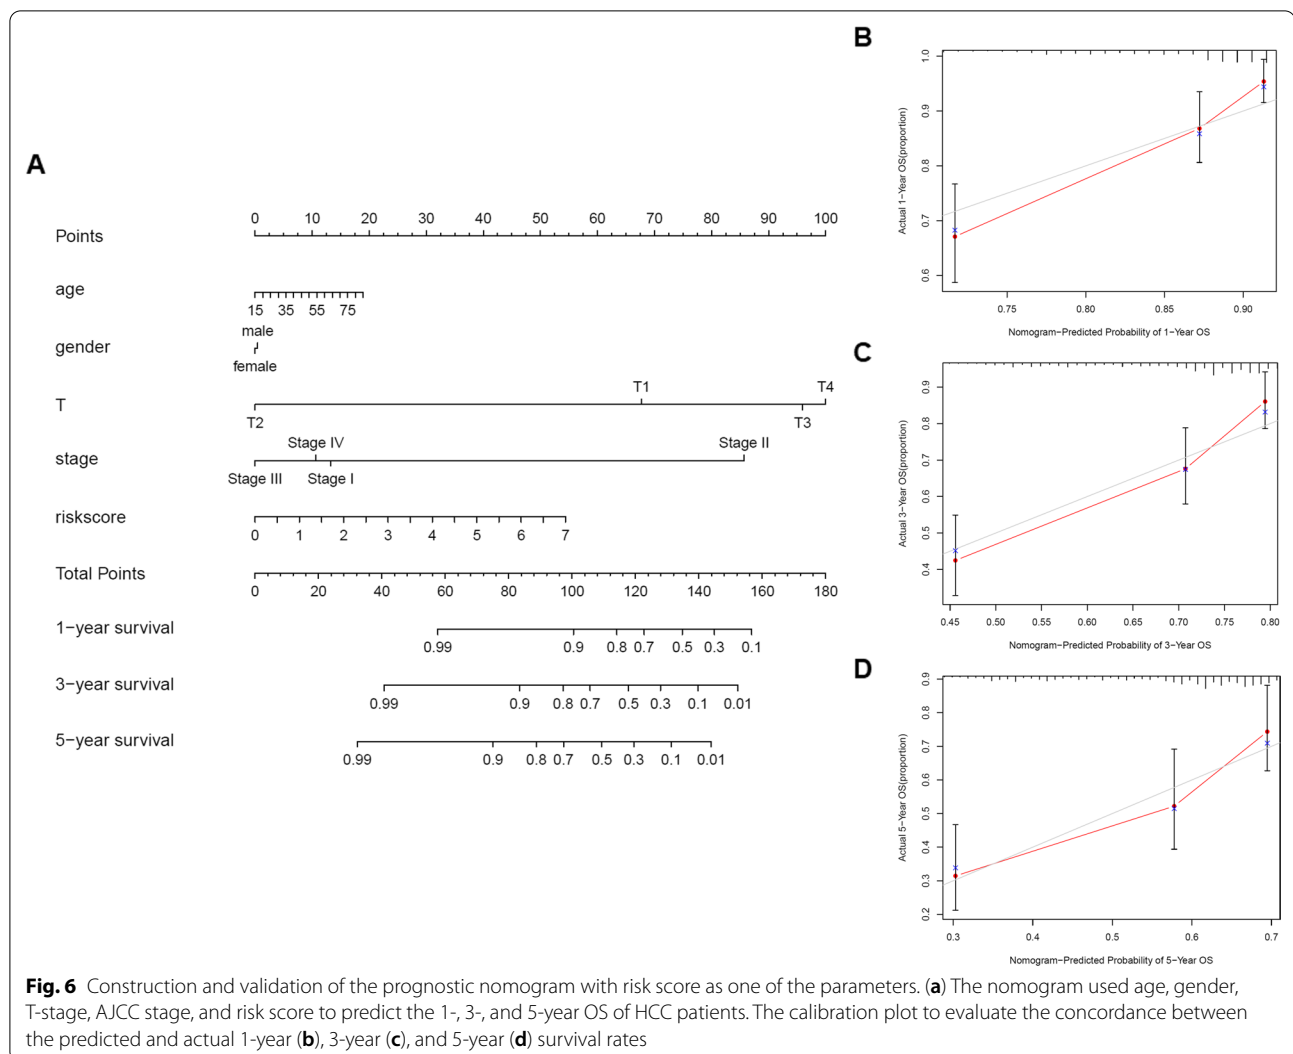 A
Points
0 10 20 30 40 50 60 70 80 90 100
age
15 35 55 75
male
gender
female
T1 T4
T
T2 T3
Stage IV Stage II
stage
Stage III Stage I
riskscore
0 1 2 3 4 5 6 7
Total Points
0 20 40 60 80 100 120 140 160 180
1−year survival
0.99 0.9 0.8 0.7 0.5 0.3 0.1
3−year survival
0.99 0.9 0.8 0.7 0.5 0.3 0.1 0.01
5−year survival
0.99 0.9 0.8 0.7 0.5 0.3 0.1 0.01
B
Actual 1−Year OS(proportion)
1.0
0.9
0.8
0.7
0.6
0.75 0.80 0.85 0.90
Nomogram−Predicted Probability of 1−Year OS
C
Actual 3−Year OS(proportion)
0.9
0.8
0.7
0.6
0.5
0.4
0.45 0.50 0.55 0.60 0.65 0.70 0.75 0.80
Nomogram−Predicted Probability of 3−Year OS
D
Actual 5−Year OS(proportion)
0.9
0.8
0.7
0.6
0.5
0.4
0.3
0.2
0.3 0.4 0.5 0.6 0.7
Nomogram−Predicted Probability of 5−Year OS
Fig. 6 Construction and validation of the prognostic nomogram with risk score as one of the parameters. (a) The nomogram used age, gender,
T-stage, AJCC stage, and risk score to predict the 1-, 3-, and 5-year OS of HCC patients. The calibration plot to evaluate the concordance between
the predicted and actual 1-year (b), 3-year (c), and 5-year (d) survival rates